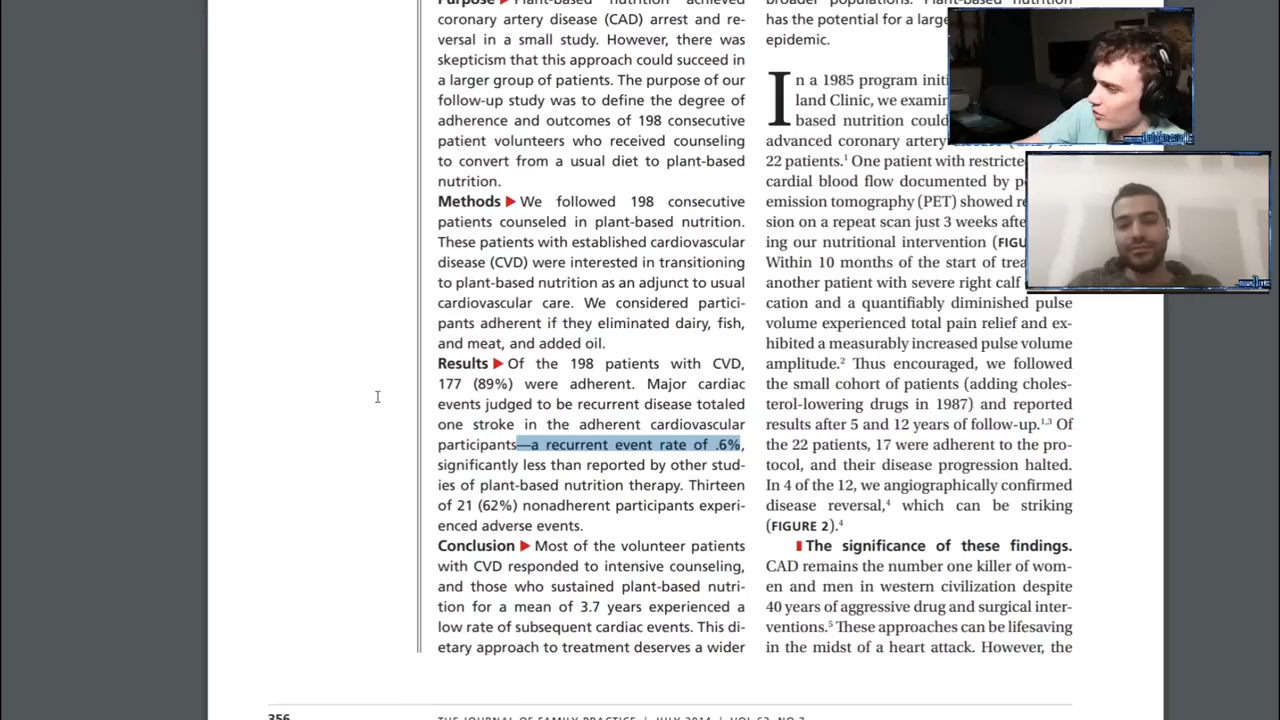 Purpose ▶ Plant-based nutrition achieved
coronary artery disease (CAD) arrest and re-
versal in a small study. However, there was
skepticism that this approach could succeed in
a larger group of patients. The purpose of our
follow-up study was to define the degree of
adherence and outcomes of 198 consecutive
patient volunteers who received counseling
to convert from a usual diet to plant-based
nutrition.
Methods ▶ We followed 198 consecutive
patients counseled in plant-based nutrition.
These patients with established cardiovascular
disease (CVD) were interested in transitioning
to plant-based nutrition as an adjunct to usual
cardiovascular care. We considered partici-
pants adherent if they eliminated dairy, fish,
and meat, and added oil.
Results ▶ Of the 198 patients with CVD,
177 (89%) were adherent. Major cardiac
events judged to be recurrent disease totaled
one stroke in the adherent cardiovascular
participants—a recurrent event rate of .6%,
significantly less than reported by other stud-
ies of plant-based nutrition therapy. Thirteen
of 21 (62%) nonadherent participants experi-
enced adverse events.
Conclusion ▶ Most of the volunteer patients
with CVD responded to intensive counseling,
and those who sustained plant-based nutri-
tion for a mean of 3.7 years experienced a
low rate of subsequent cardiac events. This di-
etary approach to treatment deserves a wider
broader populations. Plant-based nutrition
has the potential for a large
epidemic.
In a 1985 program initi
land Clinic, we examin
based nutrition could
advanced coronary artery
22 patients.1 One patient with restricte
cardial blood flow documented by p
emission tomography (PET) showed re
sion on a repeat scan just 3 weeks afte
ing our nutritional intervention (FIGU
Within 10 months of the start of trea
another patient with severe right calf
cation and a quantifiably diminished pulse
volume experienced total pain relief and ex-
hibited a measurably increased pulse volume
amplitude.2 Thus encouraged, we followed
the small cohort of patients (adding choles-
terol-lowering drugs in 1987) and reported
results after 5 and 12 years of follow-up.1,3 Of
the 22 patients, 17 were adherent to the pro-
tocol, and their disease progression halted.
In 4 of the 12, we angiographically confirmed
disease reversal,4 which can be striking
(FIGURE 2).4
The significance of these findings.
CAD remains the number one killer of wom-
en and men in western civilization despite
40 years of aggressive drug and surgical inter-
ventions.5 These approaches can be lifesaving
in the midst of a heart attack. However, the
356 THE JOURNAL OF FAMILY PRACTICE | JULY 2014 | VOL 63, NO 7